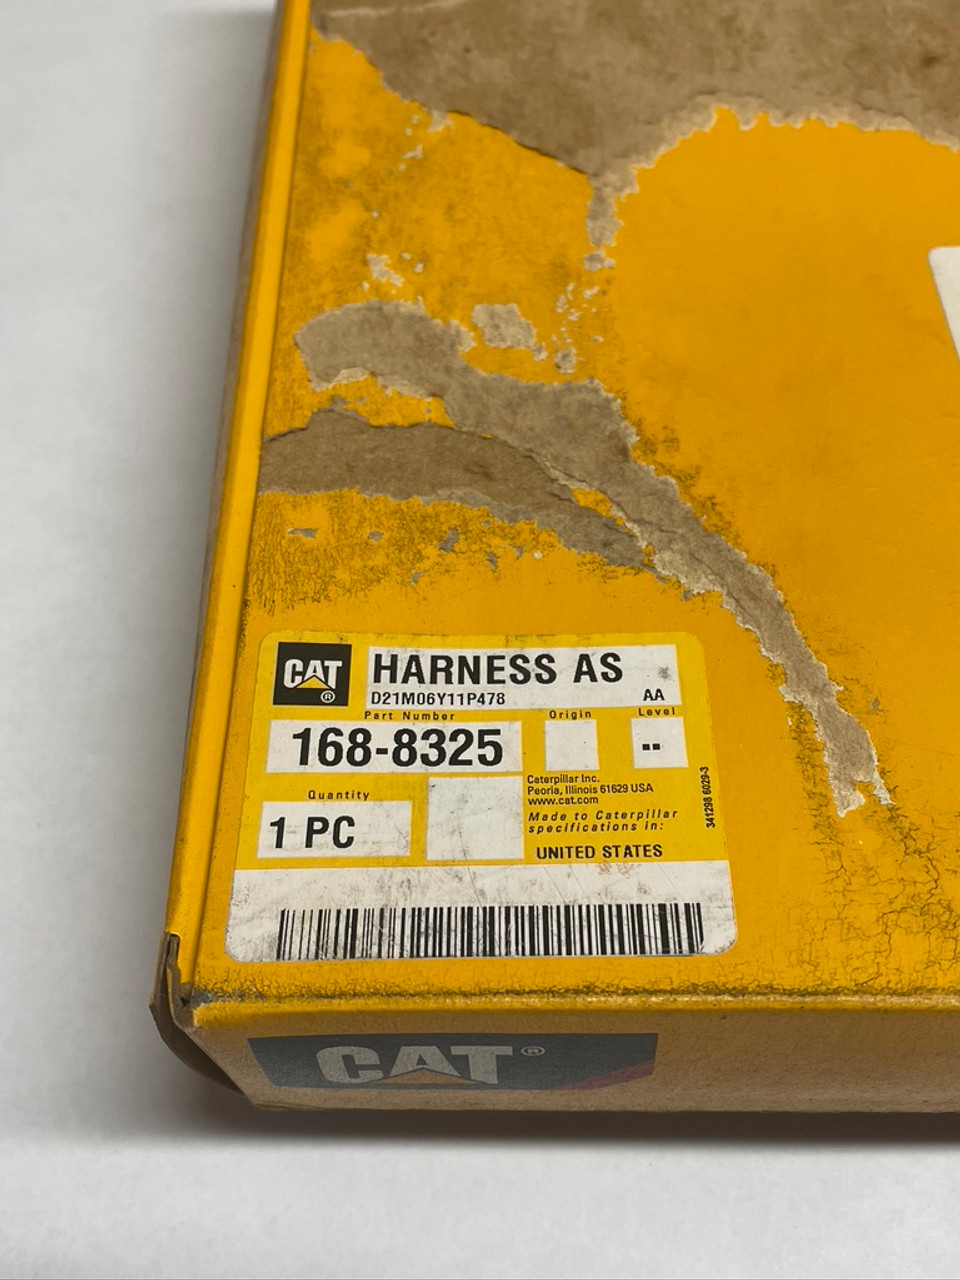 CAT®
HARNESS AS
D21M06Y11P478
AA
Part Number
Origin
Level
168-8325
--
Quantity
1 PC
Caterpillar Inc.
Peoria, Illinois 61629 USA
www.cat.com
Made to Caterpillar
specifications in:
UNITED STATES
341298 6029-3
CAT®